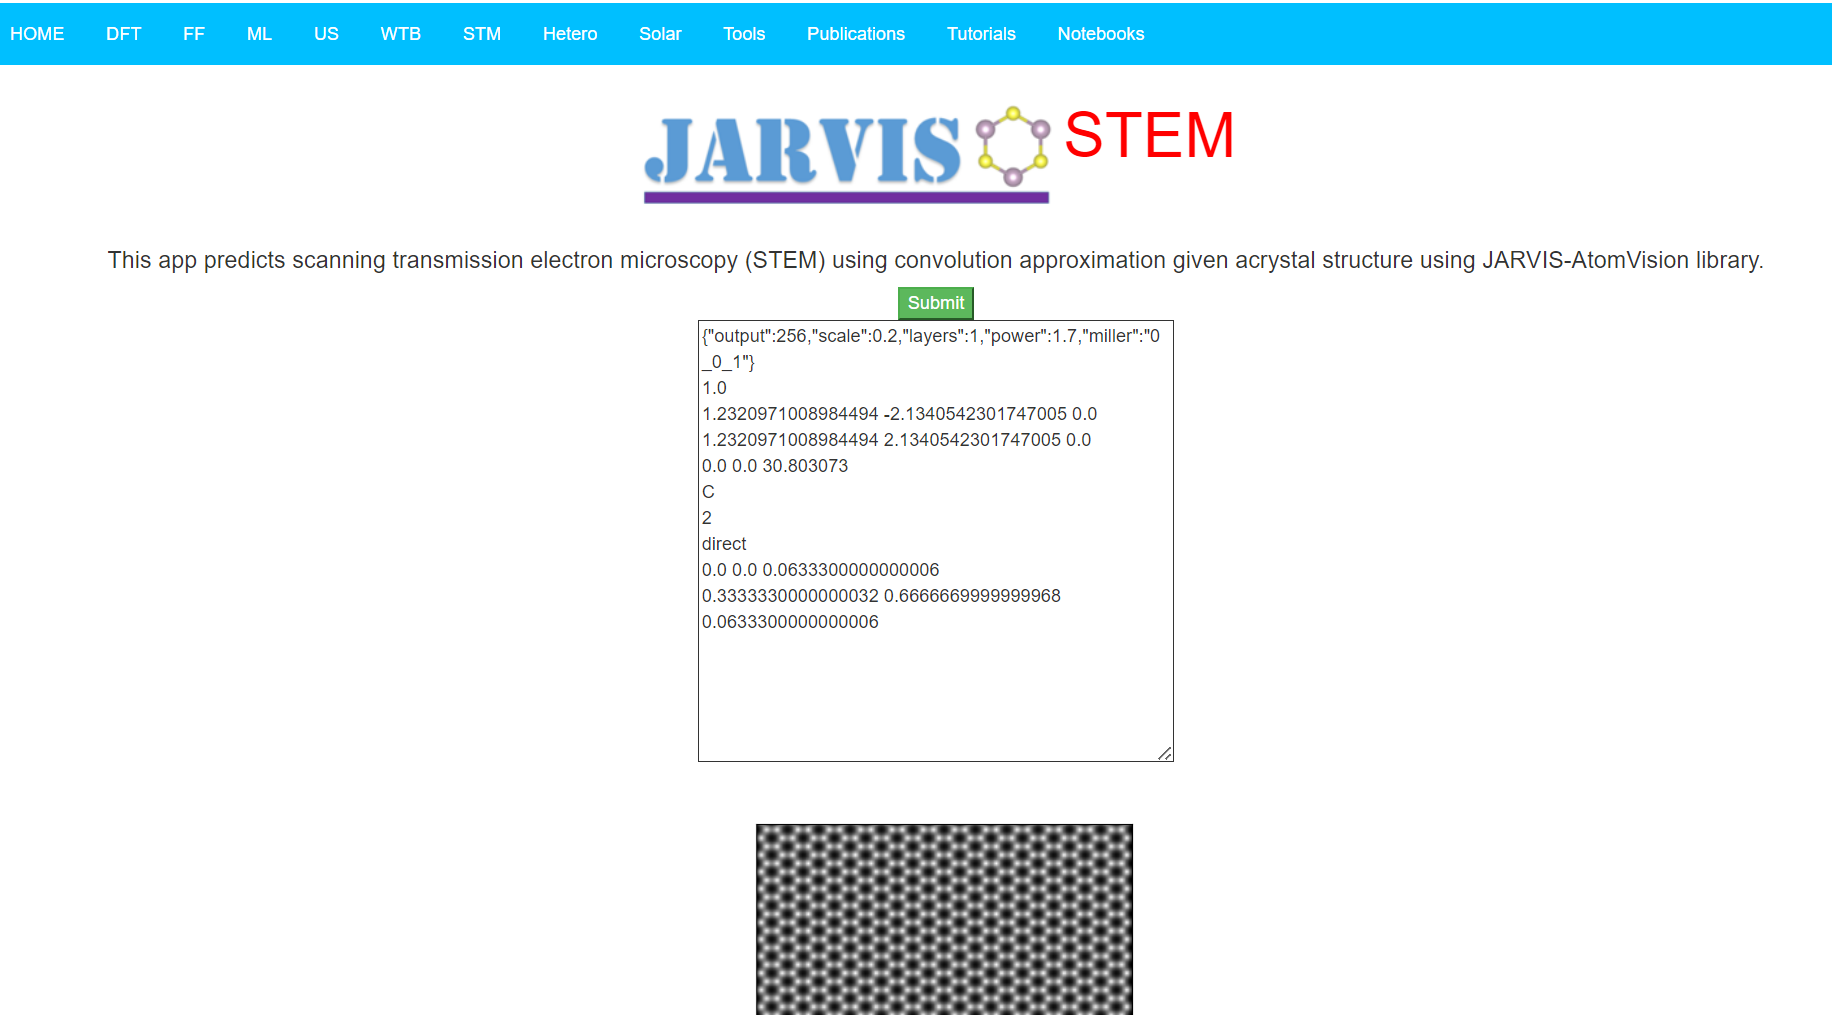 HOME DFT FF ML US WTB STM Hetero Solar Tools Publications Tutorials Notebooks
JARVIS STEM
This app predicts scanning transmission electron microscopy (STEM) using convolution approximation given acrystal structure using JARVIS-AtomVision library.
Submit
{"output":256,"scale":0.2,"layers":1,"power":1.7,"miller":"0
_0_1"}
1.0
1.2320971008984494 -2.1340542301747005 0.0
1.2320971008984494 2.1340542301747005 0.0
0.0 0.0 30.803073
C
2
direct
0.0 0.0 0.0633300000000006
0.3333330000000032 0.6666669999999968
0.0633300000000006